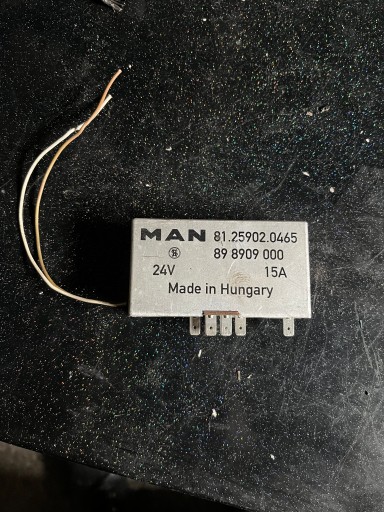 MAN 81.25902.0465
89 8909 000
24V 15A
Made in Hungary